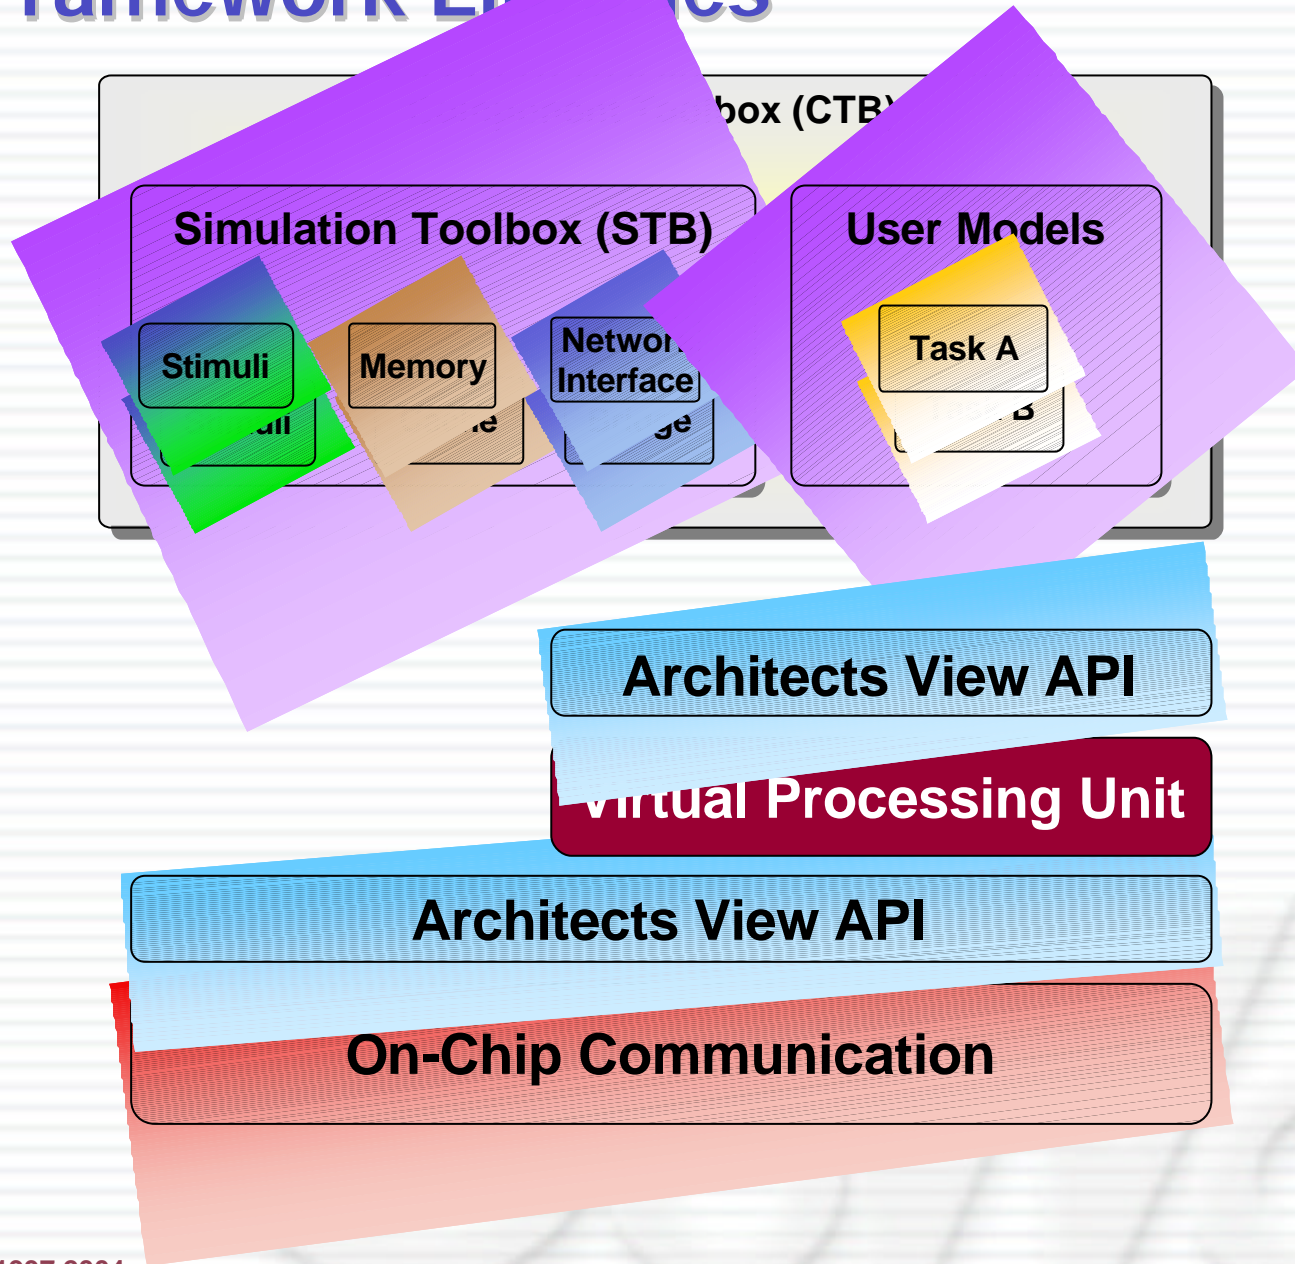 box (CTB)
Simulation Toolbox (STB)
User Models
Stimuli
Memory
Network
Interface
Task A
B
Architects View API
Virtual Processing Unit
Architects View API
On-Chip Communication